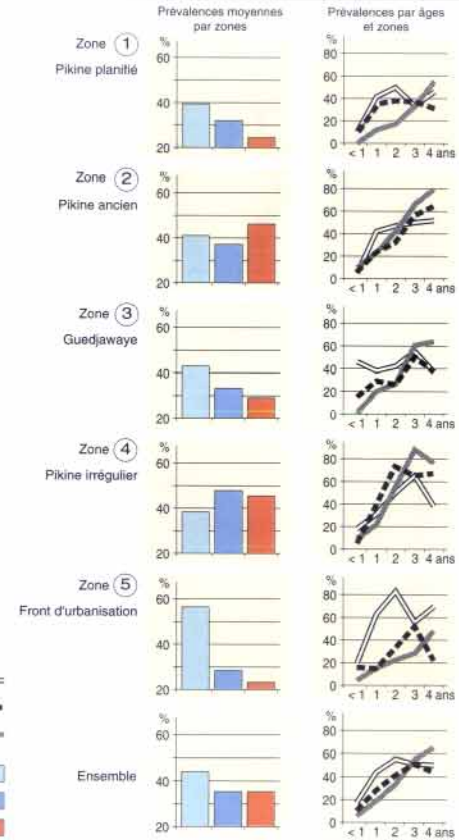 Prévalences moyennes
par zones
Prévalences par âges
et zones
Zone 1
Pikine planifié
%
60
40
20
%
80
60
40
20
0
< 1 1 2 3 4 ans
Zone 2
Pikine ancien
%
60
40
20
%
80
60
40
20
0
< 1 1 2 3 4 ans
Zone 3
Guedjawaye
%
60
40
20
%
80
60
40
20
0
< 1 1 2 3 4 ans
Zone 4
Pikine irrégulier
%
60
40
20
%
80
60
40
20
0
< 1 1 2 3 4 ans
Zone 5
Front d'urbanisation
%
60
40
20
%
80
60
40
20
0
< 1 1 2 3 4 ans
Ensemble
%
60
40
20
%
80
60
40
20
0
< 1 1 2 3 4 ans